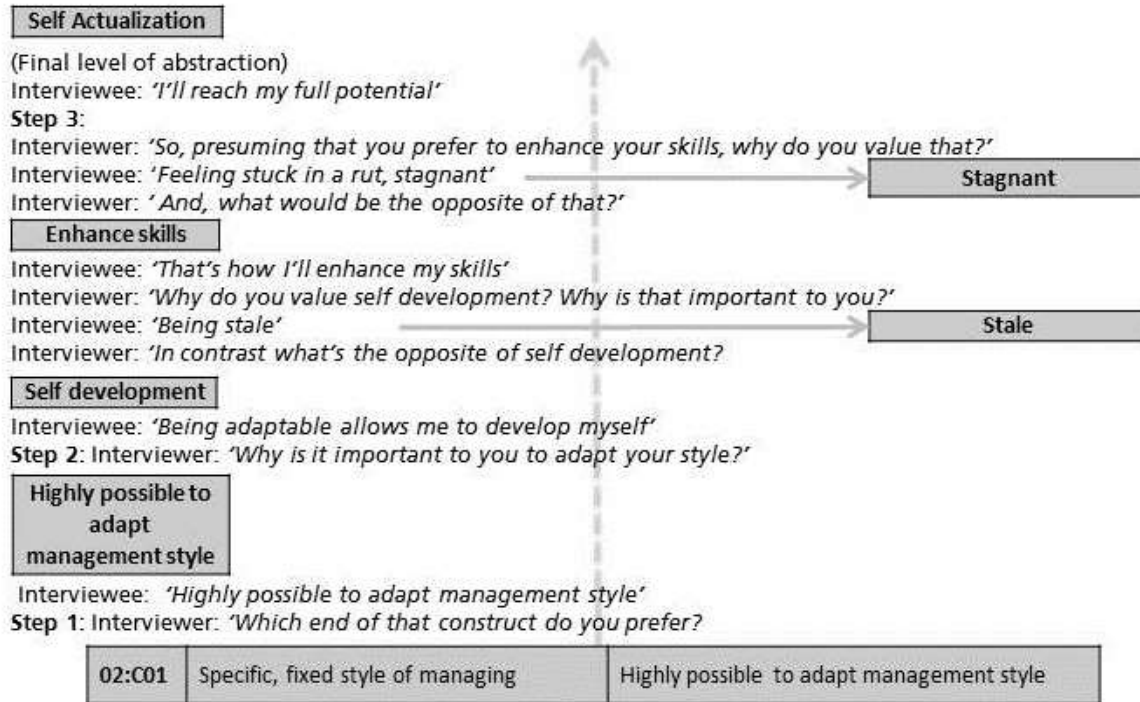 Self Actualization
(Final level of abstraction)
Interviewee: ‘I’ll reach my full potential’
Step 3:
Interviewer: ‘So, presuming that you prefer to enhance your skills, why do you value that?’
Interviewee: ‘Feeling stuck in a rut, stagnant’
Stagnant
Interviewer: ‘ And, what would be the opposite of that?’
Enhance skills
Interviewee: ‘That’s how I’ll enhance my skills’
Interviewer: ‘Why do you value self development? Why is that important to you?’
Interviewee: ‘Being stale’
Stale
Interviewer: ‘In contrast what’s the opposite of self development?
Self development
Interviewee: ‘Being adaptable allows me to develop myself’
Step 2: Interviewer: ‘Why is it important to you to adapt your style?’
Highly possible to
adapt
management style
Interviewee: ‘Highly possible to adapt management style’
Step 1: Interviewer: ‘Which end of that construct do you prefer?
02:C01 Specific, fixed style of managing Highly possible to adapt management style